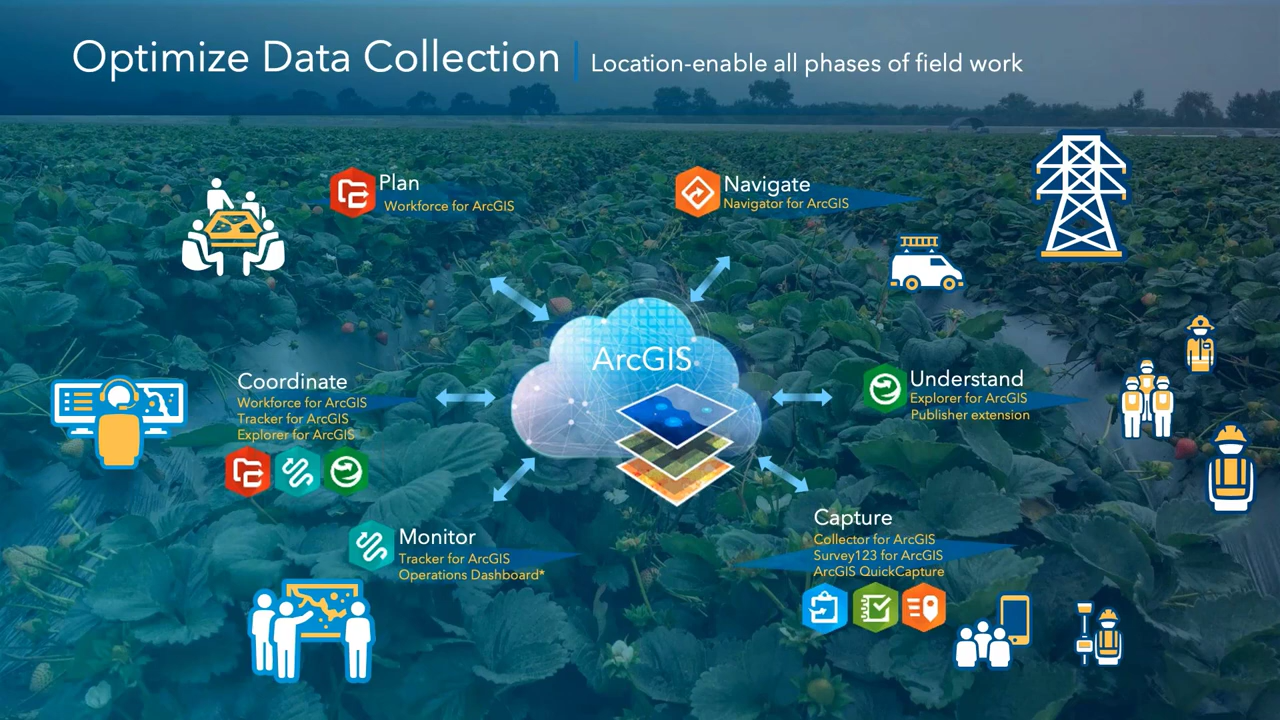 Optimize Data Collection | Location-enable all phases of field work
Plan
Workforce for ArcGIS
Navigate
Navigator for ArcGIS
ArcGIS
Coordinate
Workforce for ArcGIS
Tracker for ArcGIS
Explorer for ArcGIS
Understand
Explorer for ArcGIS
Publisher extension
Monitor
Tracker for ArcGIS
Operations Dashboard*
Capture
Collector for ArcGIS
Survey123 for ArcGIS
ArcGIS QuickCapture